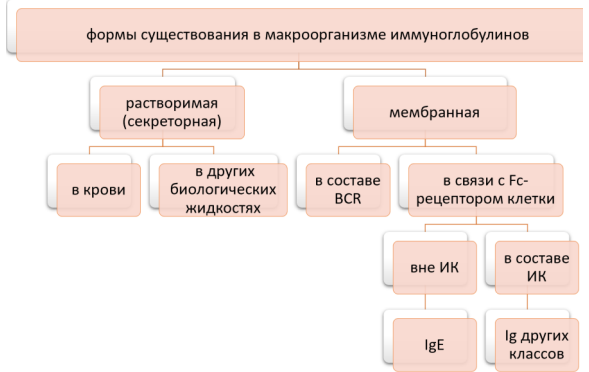 формы существования в макроорганизме иммуноглобулинов
растворимая
(секреторная)
мембранная
в крови
в других
биологических
жидкостях
в составе
BCR
в связи с Fc-
рецептором клетки
вне ИК
в составе
ИК
IgE
Ig других
классов